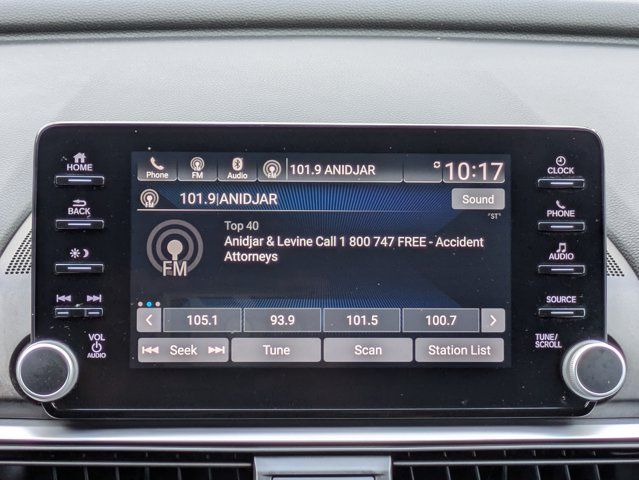 HOME
BACK
VOL
AUDIO
Phone
FM
Audio
FM
101.9 ANIDJAR
10:17
101.9|ANIDJAR
Sound
"ST"
Top 40
Anidjar & Levine Call 1 800 747 FREE - Accident
Attorneys
FM
105.1
93.9
101.5
100.7
Seek
Tune
Scan
Station List
CLOCK
PHONE
AUDIO
SOURCE
TUNE/
SCROLL